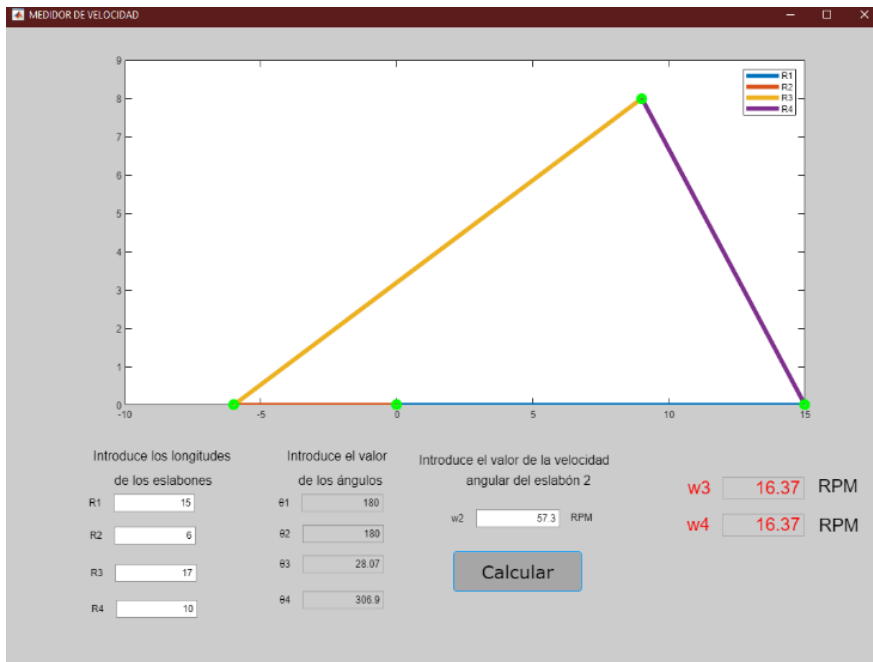 MEDIDOR DE VELOCIDAD
9
8
7
6
5
4
3
2
1
0
-10
-5
0
5
10
15
R1
R2
R3
R4
Introduce los longitudes
de los eslabones
R1 15
R2 6
R3 17
R4 10
Introduce el valor
de los ángulos
θ1 180
θ2 180
θ3 28.07
θ4 306.9
Introduce el valor de la velocidad
angular del eslabón 2
w2 57.3 RPM
Calcular
w3 16.37 RPM
w4 16.37 RPM